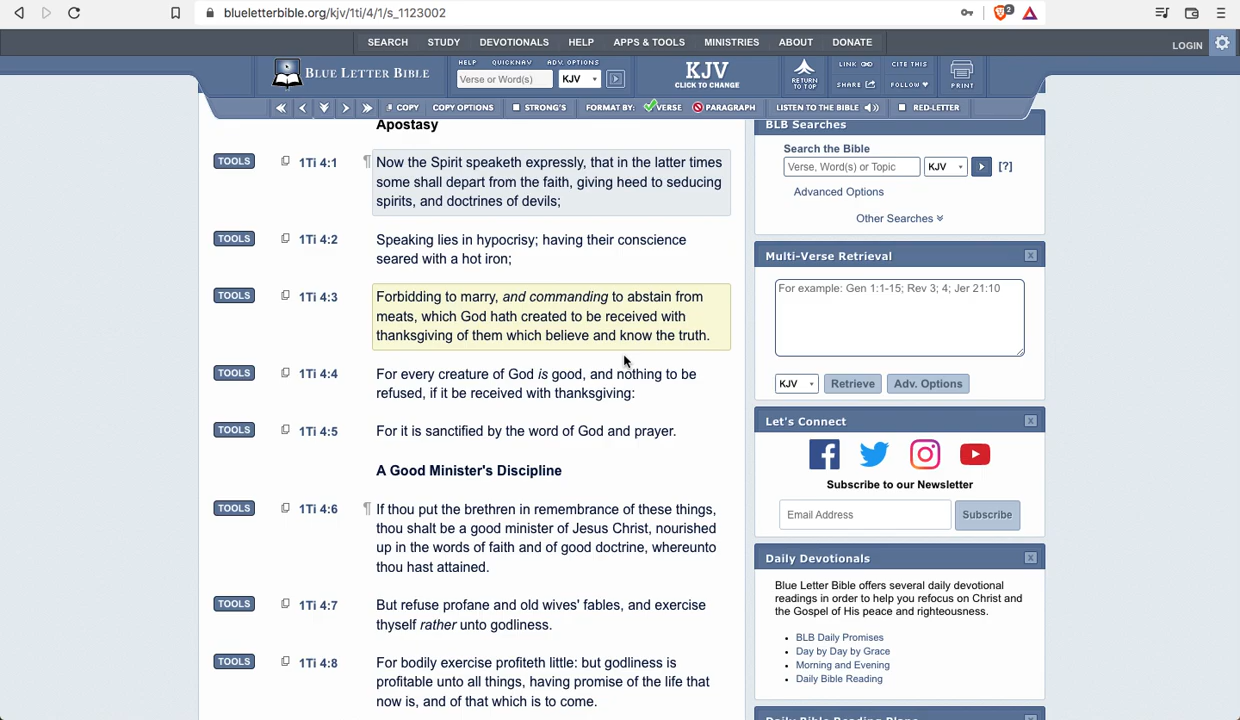 blueletterbible.org/kjv/1ti/4/1/s_1123002
2
SEARCH STUDY DEVOTIONALS HELP APPS & TOOLS MINISTRIES ABOUT DONATE
LOGIN
BLUE LETTER BIBLE
HELP QUICKNAV ADV. OPTIONS
Verse or Word(s) KJV
KJV
CLICK TO CHANGE
RETURN
TO TOP
LINK CITE THIS
SHARE FOLLOW
PRINT
COPY COPY OPTIONS STRONG'S FORMAT BY: VERSE PARAGRAPH LISTEN TO THE BIBLE RED-LETTER
Apostasy
TOOLS 1Ti 4:1 ¶ Now the Spirit speaketh expressly, that in the latter times
some shall depart from the faith, giving heed to seducing
spirits, and doctrines of devils;
TOOLS 1Ti 4:2 Speaking lies in hypocrisy; having their conscience
seared with a hot iron;
TOOLS 1Ti 4:3 Forbidding to marry, and commanding to abstain from
meats, which God hath created to be received with
thanksgiving of them which believe and know the truth.
TOOLS 1Ti 4:4 For every creature of God is good, and nothing to be
refused, if it be received with thanksgiving:
TOOLS 1Ti 4:5 For it is sanctified by the word of God and prayer.
A Good Minister's Discipline
TOOLS 1Ti 4:6 ¶ If thou put the brethren in remembrance of these things,
thou shalt be a good minister of Jesus Christ, nourished
up in the words of faith and of good doctrine, whereunto
thou hast attained.
TOOLS 1Ti 4:7 But refuse profane and old wives' fables, and exercise
thyself rather unto godliness.
TOOLS 1Ti 4:8 For bodily exercise profiteth little: but godliness is
profitable unto all things, having promise of the life that
now is, and of that which is to come.
BLB Searches
Search the Bible
Verse, Word(s) or Topic KJV [?]
Advanced Options
Other Searches
Multi-Verse Retrieval X
For example: Gen 1:1-15; Rev 3; 4; Jer 21:10
KJV Retrieve Adv. Options
Let's Connect X
Subscribe to our Newsletter
Email Address Subscribe
Daily Devotionals X
Blue Letter Bible offers several daily devotional
readings in order to help you refocus on Christ and
the Gospel of His peace and righteousness.
• BLB Daily Promises
• Day by Day by Grace
• Morning and Evening
• Daily Bible Reading
Daily Bible Reading Plans